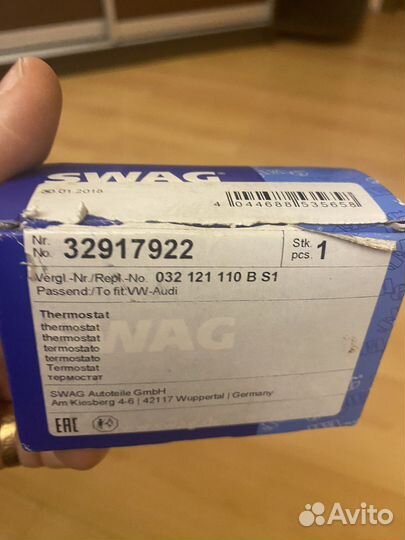 SWAG
30.01.2018
4 044688 535658
Nr.
No. 32917922
Stk.
pcs. 1
Vergl.-Nr./Repl.-No. 032 121 110 B S1
Passend:/To fit:VW-Audi
Thermostat
thermostat
thermostat
termostato
termostato
Termostat
термостат
SWAG
SWAG Autoteile GmbH
Am Kiesberg 4-6 | 42117 Wuppertal | Germany
EAC
Avito